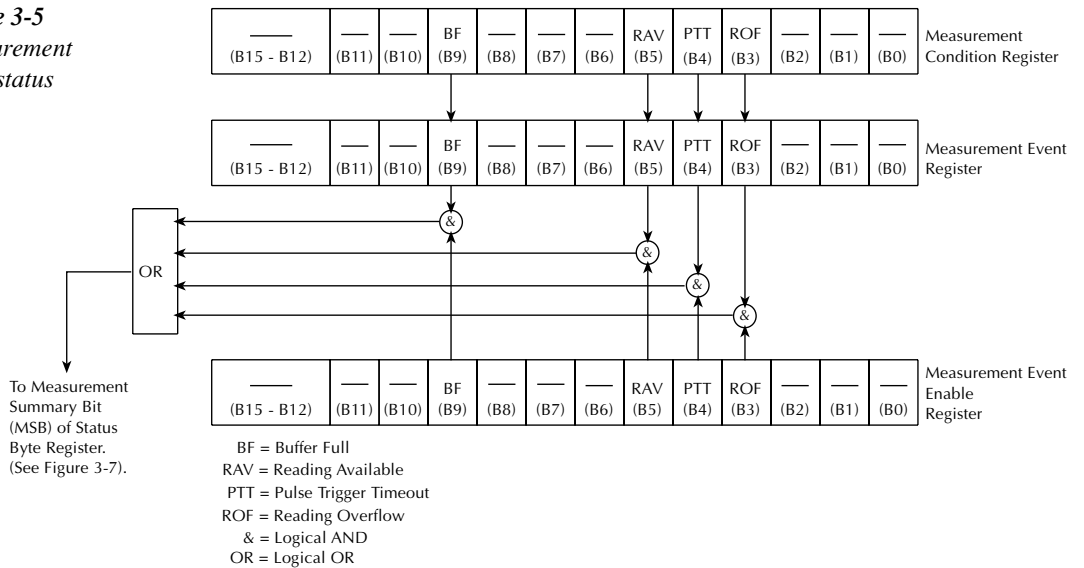 e 3-5
urement
status
BF RAV PTT ROF
(B15 - B12) (B11) (B10) (B9) (B8) (B7) (B6) (B5) (B4) (B3) (B2) (B1) (B0)
Measurement
Condition Register
BF RAV PTT ROF
(B15 - B12) (B11) (B10) (B9) (B8) (B7) (B6) (B5) (B4) (B3) (B2) (B1) (B0)
Measurement Event
Register
&
&
&
&
OR
To Measurement
Summary Bit
(MSB) of Status
Byte Register.
(See Figure 3-7).
BF RAV PTT ROF
(B15 - B12) (B11) (B10) (B9) (B8) (B7) (B6) (B5) (B4) (B3) (B2) (B1) (B0)
Measurement Event
Enable
Register
BF = Buffer Full
RAV = Reading Available
PTT = Pulse Trigger Timeout
ROF = Reading Overflow
& = Logical AND
OR = Logical OR